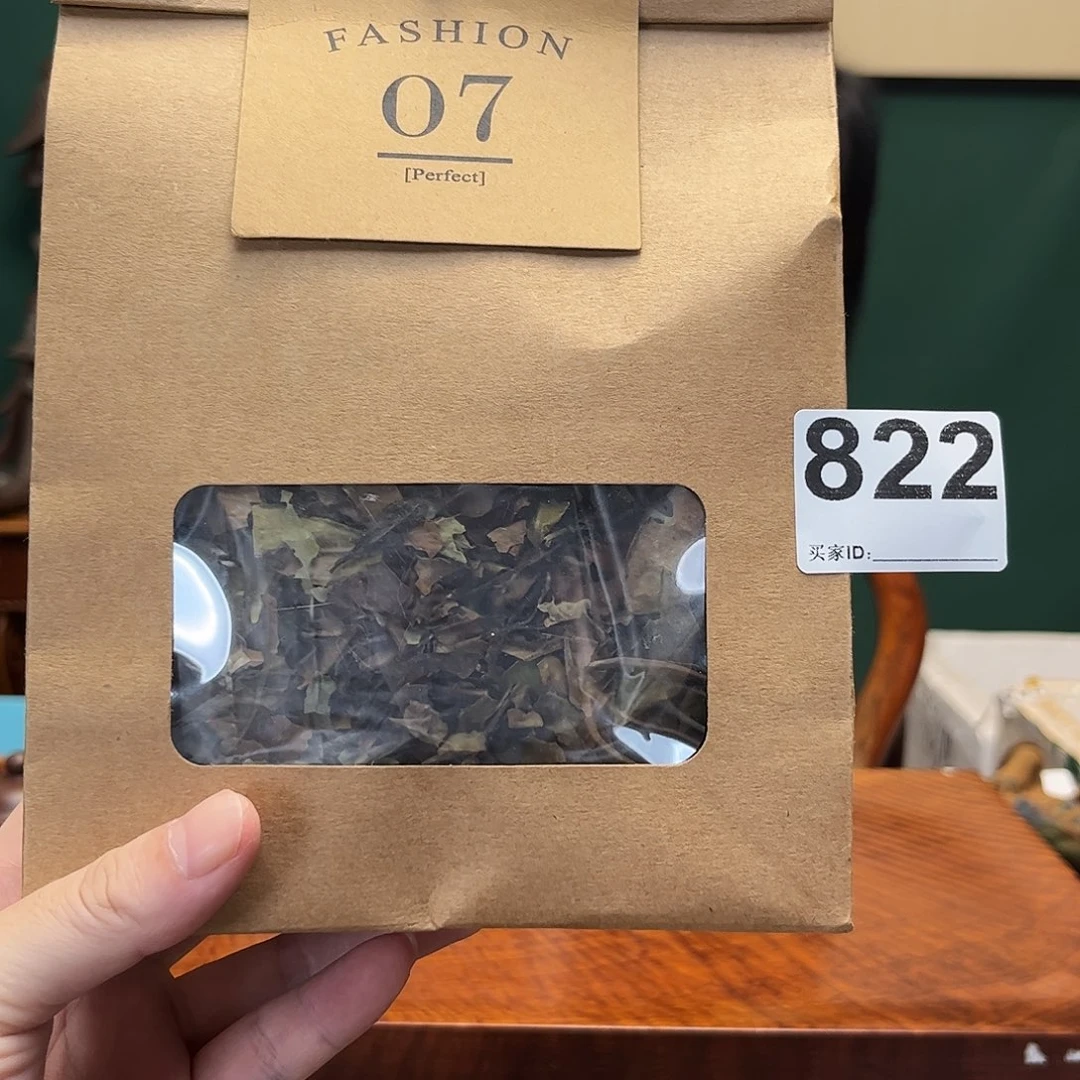 FASHION
07
[Perfect]
822
买家ID: